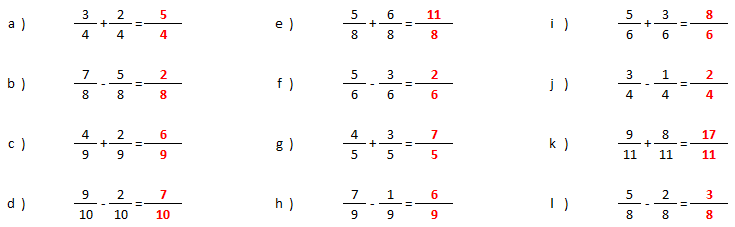 a ) 3/4 + 2/4 = 5/4 e ) 5/8 + 6/8 = 11/8 i ) 5/6 + 3/6 = 8/6
b ) 7/8 - 5/8 = 2/8 f ) 5/6 - 3/6 = 2/6 j ) 3/4 - 1/4 = 2/4
c ) 4/9 + 2/9 = 6/9 g ) 4/5 + 3/5 = 7/5 k ) 9/11 + 8/11 = 17/11
d ) 9/10 - 2/10 = 7/10 h ) 7/9 - 1/9 = 6/9 l ) 5/8 - 2/8 = 3/8